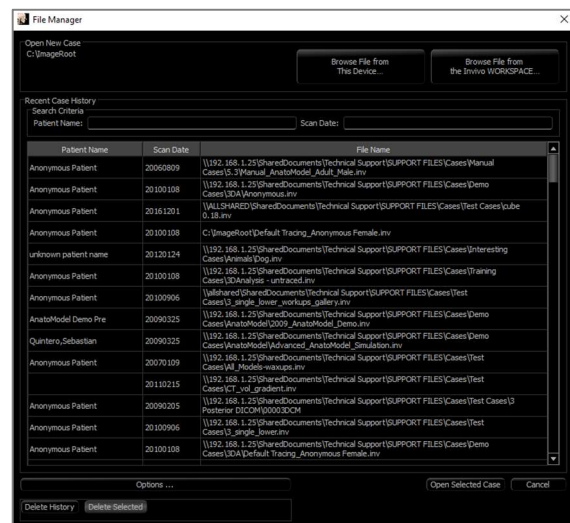 File Manager
Open New Case
C:\ImageRoot
Browse File from
This Device...
Browse File from
the Invivo WORKSPACE...
Recent Case History
Search Criteria
Patient Name:
Scan Date:
Patient Name Scan Date File Name
Anonymous Patient 20060809 \\192.168.1.25\SharedDocuments\Technical Support\SUPPORT FILES\Cases\Manual
Cases\5.3\Manual_AnatoModel_Adult_Male.inv
Anonymous Patient 20100108 \\192.168.1.25\SharedDocuments\Technical Support\SUPPORT FILES\Cases\Demo
Cases\3DA\Anonymous.inv
Anonymous Patient 20161201 \\ALLSHARED\SharedDocuments\Technical Support\SUPPORT FILES\Cases\Test Cases\cube
0.18.inv
Anonymous Patient 20100108 C:\ImageRoot\Default Tracing_Anonymous Female.inv
unknown patient name 20120124 \\192.168.1.25\SharedDocuments\Technical Support\SUPPORT FILES\Cases\Interesting
Cases\Animals\Dog.inv
Anonymous Patient 20100108 \\192.168.1.25\SharedDocuments\Technical Support\SUPPORT FILES\Cases\Training
Cases\3DAnalysis - untraced.inv
Anonymous Patient 20100906 \\allshared\SharedDocuments\Technical Support\SUPPORT FILES\Cases\Test
Cases\3_single_lower_workups_gallery.inv
AnatoModel Demo Pre 20090325 \\192.168.1.25\SharedDocuments\Technical Support\SUPPORT FILES\Cases\Demo
Cases\AnatoModel\2009_AnatoModel_Demo.inv
Quintero,Sebastian 20090325 \\192.168.1.25\SharedDocuments\Technical Support\SUPPORT FILES\Cases\Demo
Cases\AnatoModel\Advanced_AnatoModel_Simulation.inv
Anonymous Patient 20070109 \\192.168.1.25\SharedDocuments\Technical Support\SUPPORT FILES\Cases\Test
Cases\All_Models-waxups.inv
20110215 \\192.168.1.25\SharedDocuments\Technical Support\SUPPORT FILES\Cases\Test
Cases\CT_vol_gradient.inv
Anonymous Patient 20090205 \\192.168.1.25\SharedDocuments\Technical Support\SUPPORT FILES\Cases\Test Cases\3
Posterior DICOM\00003DCM
Anonymous Patient 20100906 \\192.168.1.25\SharedDocuments\Technical Support\SUPPORT FILES\Cases\Test
Cases\3_single_lower.inv
Anonymous Patient 20100108 \\192.168.1.25\SharedDocuments\Technical Support\SUPPORT FILES\Cases\Demo
Cases\3DA\Default Tracing_Anonymous Female.inv
Options ...
Open Selected Case
Cancel
Delete History
Delete Selected